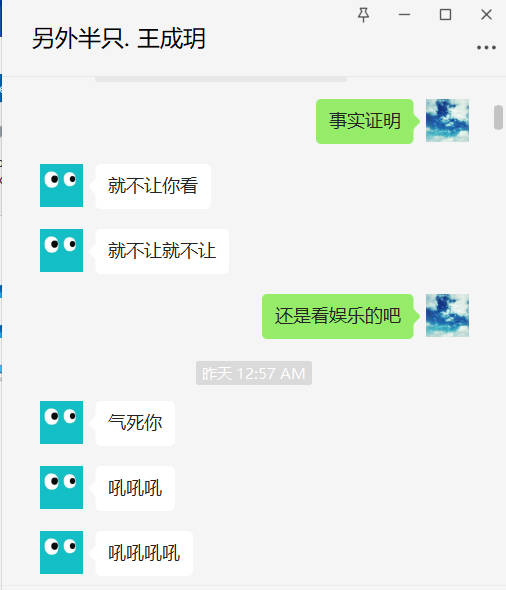 另外半只. 王成玥
事实证明
就不让你看
就不让就不让
还是看娱乐的吧
昨天 12:57 AM
气死你
吼吼吼
吼吼吼吼